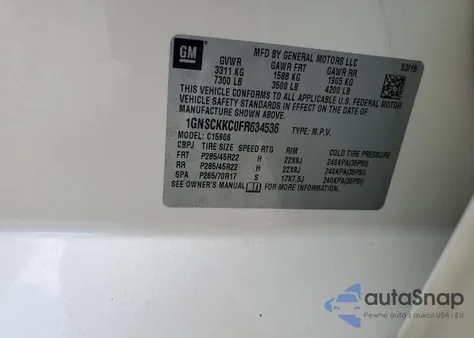 GM
MFD BY GENERAL MOTORS LLC
03/15
GVWR GAWR FRT GAWR RR
3311 KG 1588 KG 1905 KG
7300 LB 3500 LB 4200 LB
THIS VEHICLE CONFORMS TO ALL APPLICABLE U.S. FEDERAL MOTOR VEHICLE SAFETY STANDARDS IN EFFECT ON THE DATE OF
MANUFACTURE SHOWN ABOVE.
1GNSCKKC0FR634536 TYPE: M.P.V.
MODEL: C15906
CBPJ TIRE SIZE SPEED RTG RIM COLD TIRE PRESSURE
FRT P285/45R22 H 22X9J 240KPA(35PSI)
RR P285/45R22 H 22X9J 240KPA(35PSI)
SPA P265/70R17 S 17X7.5J 240KPA(35PSI)
SEE OWNER'S MANUAL FOR MORE INFORMATION.
autoSnap
Pewne auta z USA i EU